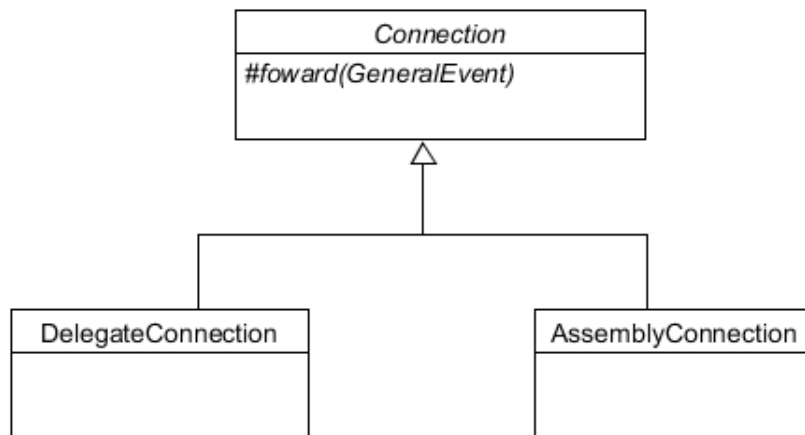 Connection
#foward(GeneralEvent)
DelegateConnection
AssemblyConnection